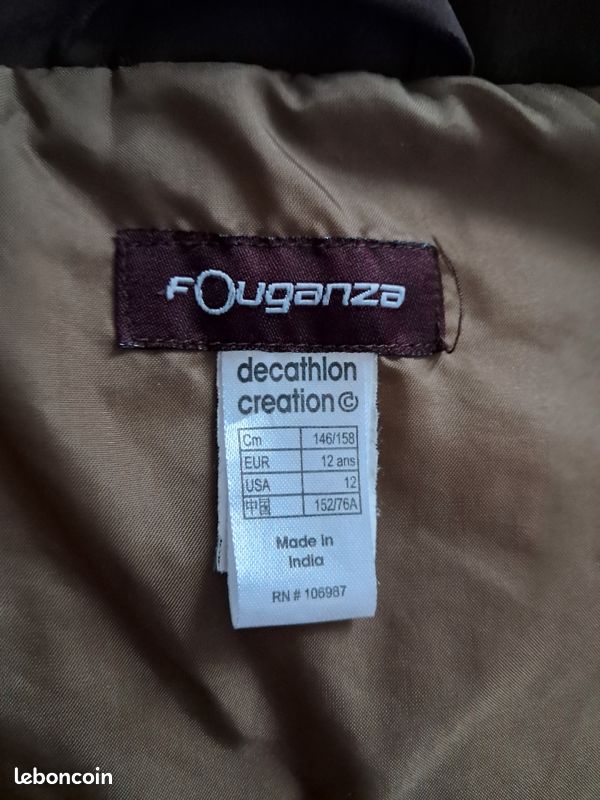 FOuganza
decathlon
creation©
Cm 146/158
EUR 12 ans
USA 12
中国 152/76A
Made in
India
RN # 106987
leboncoin